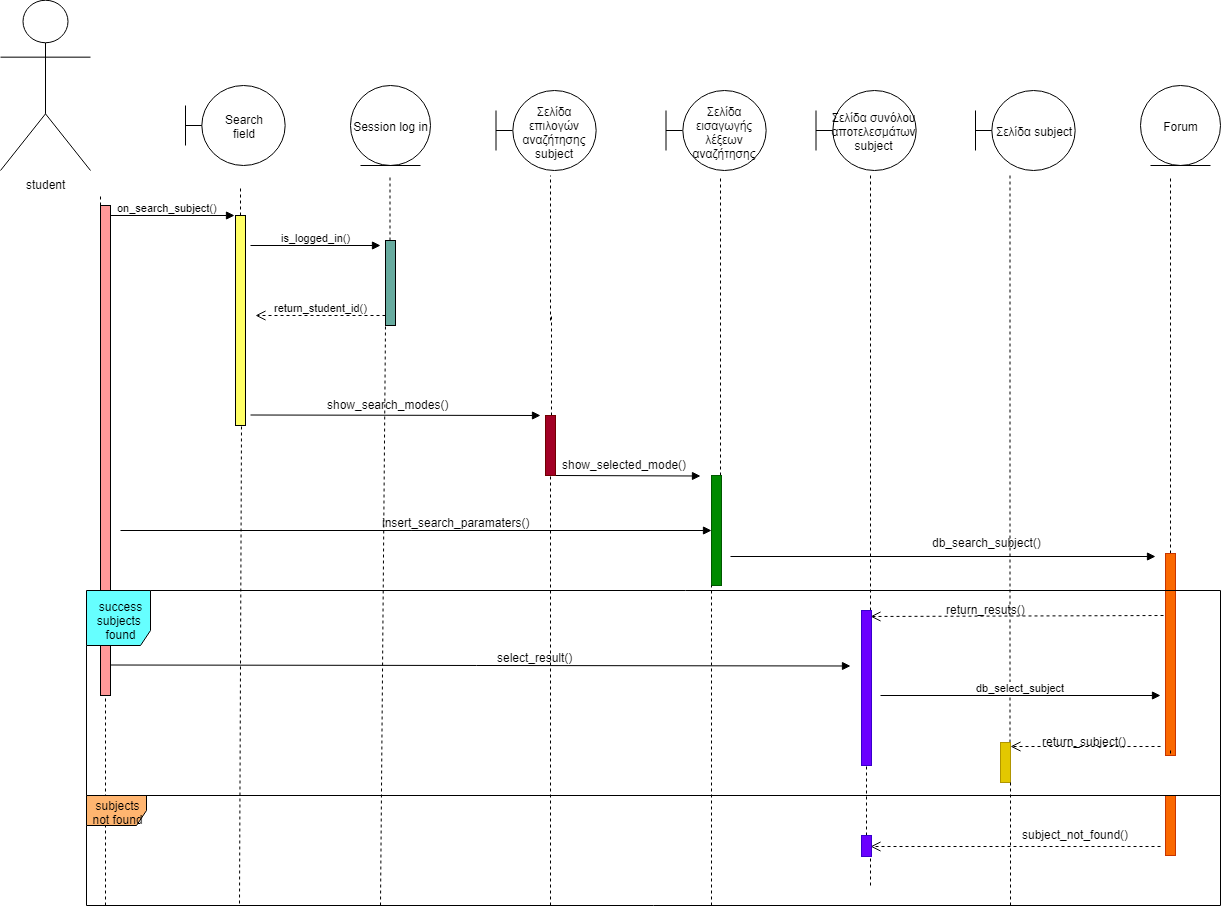 student
Search
field
Session log in
Σελίδα
επιλογών
αναζήτησης
subject
Σελίδα
εισαγωγής
λέξεων
αναζήτησης
Σελίδα συνόλου
αποτελεσμάτων
subject
Σελίδα subject
Forum
on_search_subject()
is_logged_in()
return_student_id()
show_search_modes()
show_selected_mode()
insert_search_paramaters()
db_search_subject()
success
subjects
found
return_resuts()
select_result()
db_select_subject
return_subject()
subjects
not found
subject_not_found()